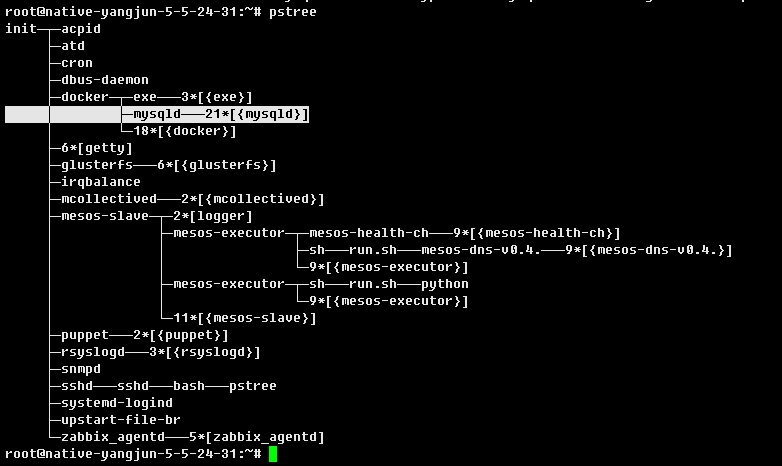 root@native-yangjun-5-5-24-31:~# pstree
init─┬─acpid
     ├─atd
     ├─cron
     ├─dbus-daemon
     ├─docker─┬─exe───3*[{exe}]
     │        ├─mysqld───21*[{mysqld}]
     │        └─18*[{docker}]
     ├─6*[getty]
     ├─glusterfs───6*[{glusterfs}]
     ├─irqbalance
     ├─mcollectived───2*[{mcollectived}]
     ├─mesos-slave─┬─2*[logger]
     │             ├─mesos-executor─┬─mesos-health-ch───9*[{mesos-health-ch}]
     │             │                ├─sh───run.sh───mesos-dns-v0.4.───9*[{mesos-dns-v0.4.}]
     │             │                └─9*[{mesos-executor}]
     │             ├─mesos-executor─┬─sh───run.sh───python
     │             │                └─9*[{mesos-executor}]
     │             └─11*[{mesos-slave}]
     ├─puppet───2*[{puppet}]
     ├─rsyslogd───3*[{rsyslogd}]
     ├─snmpd
     ├─sshd───sshd───bash───pstree
     ├─systemd-logind
     ├─upstart-file-br
     └─zabbix_agentd───5*[zabbix_agentd]
root@native-yangjun-5-5-24-31:~#